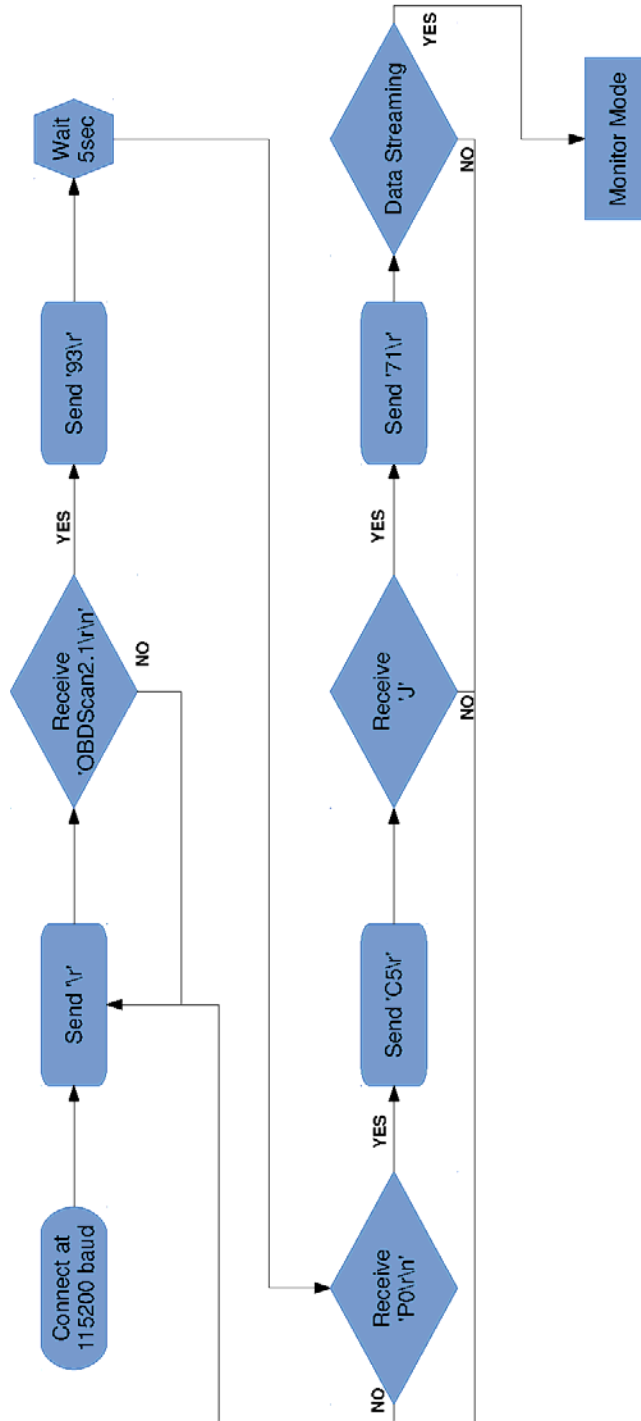 Connect at
115200 baud
Send '\r'
Receive
'OBDScan2.1\r\n'
YES
NO
Send '93\r'
Wait
5sec
Receive
'P0\r\n'
NO
YES
Send 'C5\r'
Receive
'J'
YES
NO
Send '71\r'
Data Streaming
YES
NO
Monitor Mode